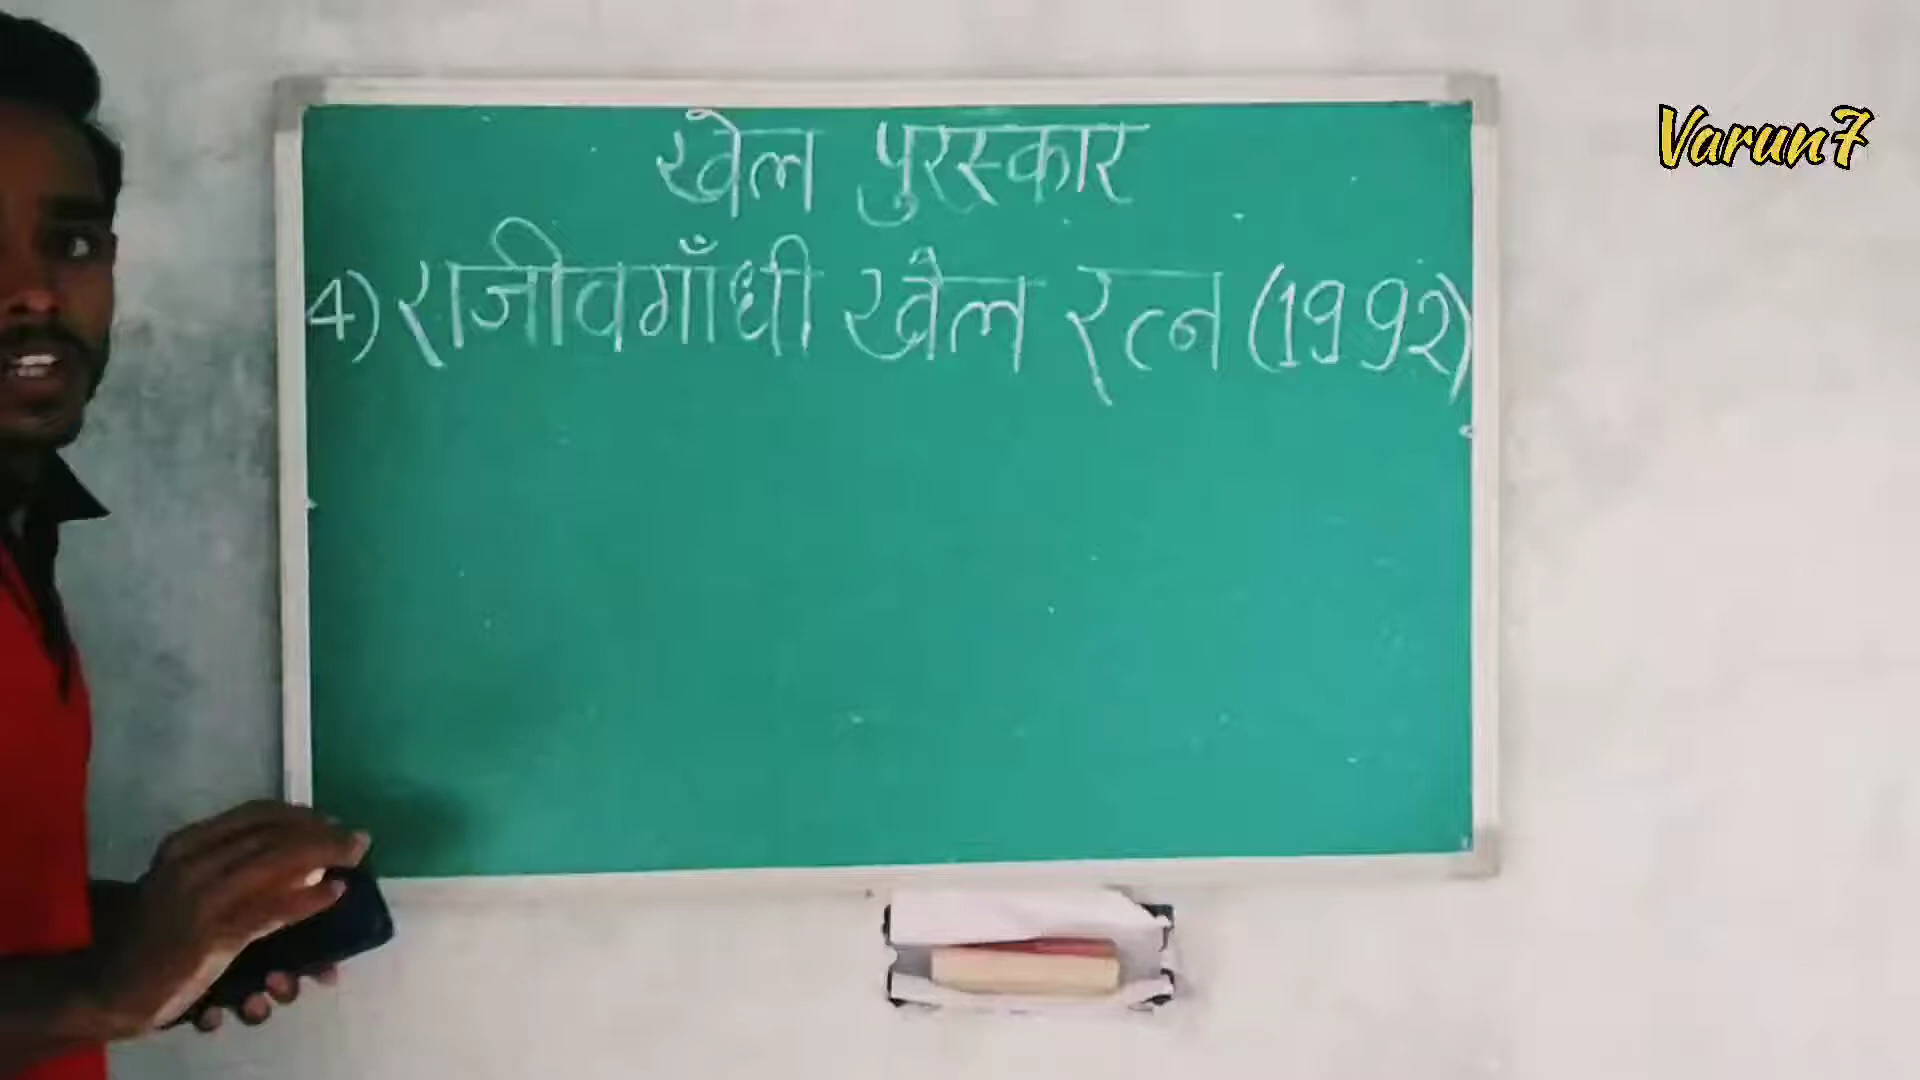 खेल पुरस्कार
4) राजीवगाँधी खेल रत्न (1992)
Varun7